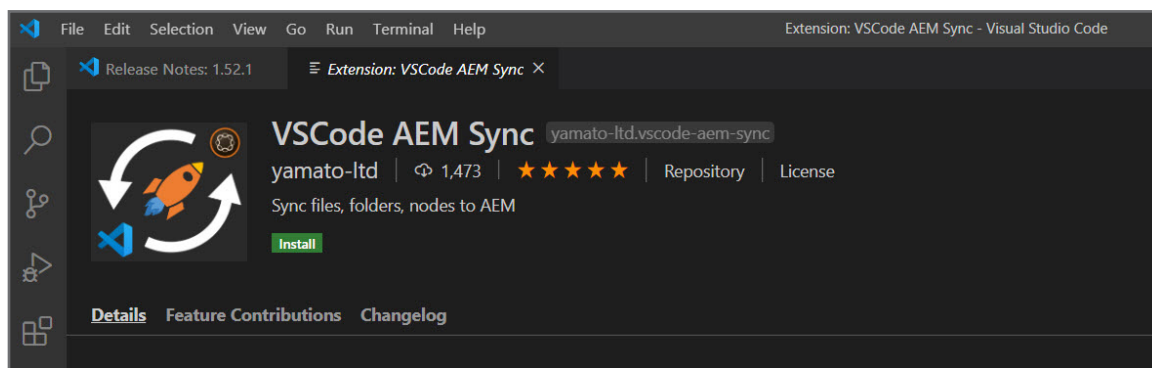 File Edit Selection View Go Run Terminal Help Extension: VSCode AEM Sync - Visual Studio Code
Release Notes: 1.52.1 Extension: VSCode AEM Sync
VSCode AEM Sync yamato-ltd.vscode-aem-sync
yamato-ltd 1,473 Repository License
Sync files, folders, nodes to AEM
Install
Details Feature Contributions Changelog